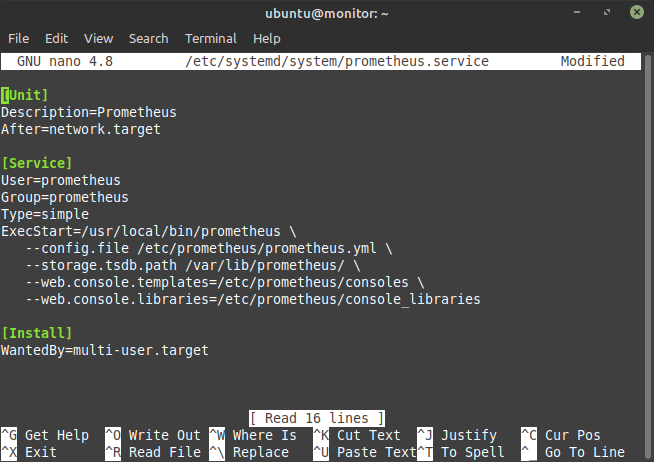 ubuntu@monitor: ~
File Edit View Search Terminal Help
GNU nano 4.8 /etc/systemd/system/prometheus.service Modified
[Unit]
Description=Prometheus
After=network.target
[Service]
User=prometheus
Group=prometheus
Type=simple
ExecStart=/usr/local/bin/prometheus \
--config.file /etc/prometheus/prometheus.yml \
--storage.tsdb.path /var/lib/prometheus/ \
--web.console.templates=/etc/prometheus/consoles \
--web.console.libraries=/etc/prometheus/console_libraries
[Install]
WantedBy=multi-user.target
[ Read 16 lines ]
^G Get Help ^O Write Out ^W Where Is ^K Cut Text ^J Justify ^C Cur Pos
^X Exit ^R Read File ^\ Replace ^U Paste Text ^T To Spell ^_ Go To Line